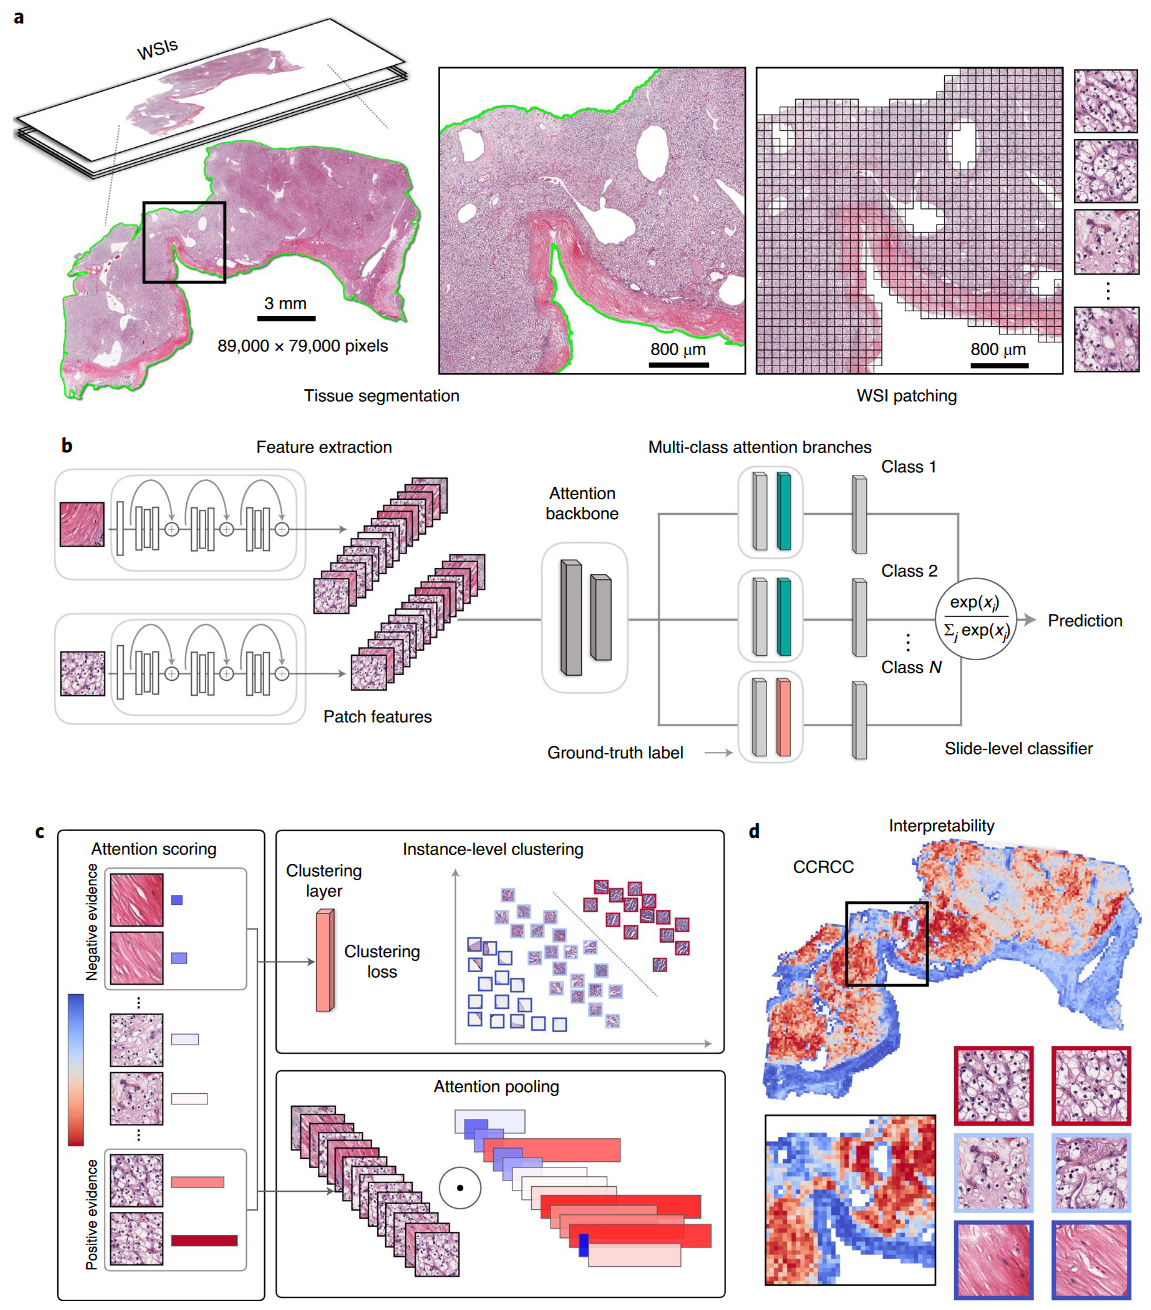 a
WSIs
3 mm
89,000 × 79,000 pixels
800 μm
800 μm
Tissue segmentation
WSI patching
b
Feature extraction
Multi-class attention branches
Attention
backbone
Class 1
Class 2
Class N
exp(xi)
Σj exp(xj)
Prediction
Patch features
Ground-truth label
Slide-level classifier
c
Attention scoring
Negative evidence
Positive evidence
Instance-level clustering
Clustering
layer
Clustering
loss
Attention pooling
d
Interpretability
CCRCC